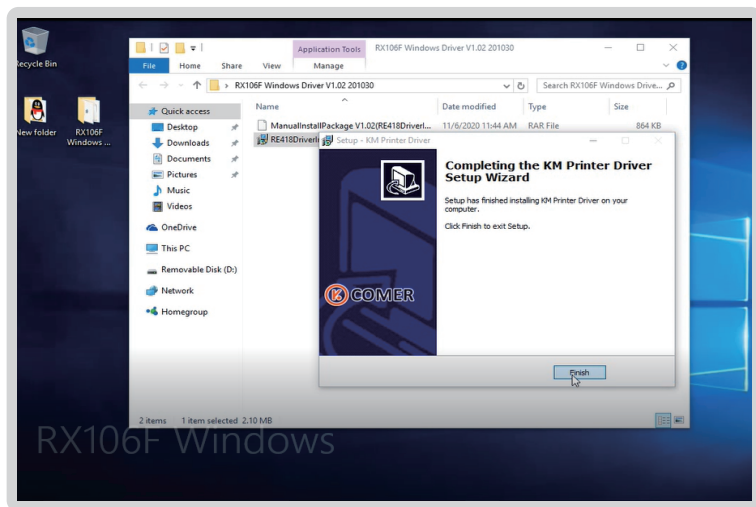 Recycle Bin
New folder
RX106F
Windows ...
Application Tools
RX106F Windows Driver V1.02 201030
File
Home
Share
View
Manage
RX106F Windows Driver V1.02 201030
Search RX106F Windows Drive...
Quick access
Desktop
Downloads
Documents
Pictures
Music
Videos
OneDrive
This PC
Removable Disk (D:)
Network
Homegroup
Name
Date modified
Type
Size
ManualInstallPackage V1.02(RE418DriverI...
11/6/2020 11:44 AM
RAR File
864 KB
RE418DriverIn
Setup - KM Printer Driver
Completing the KM Printer Driver
Setup Wizard
Setup has finished installing KM Printer Driver on your
computer.
Click Finish to exit Setup.
K COMER
Finish
2 items
1 item selected 2.10 MB
RX106F Windows